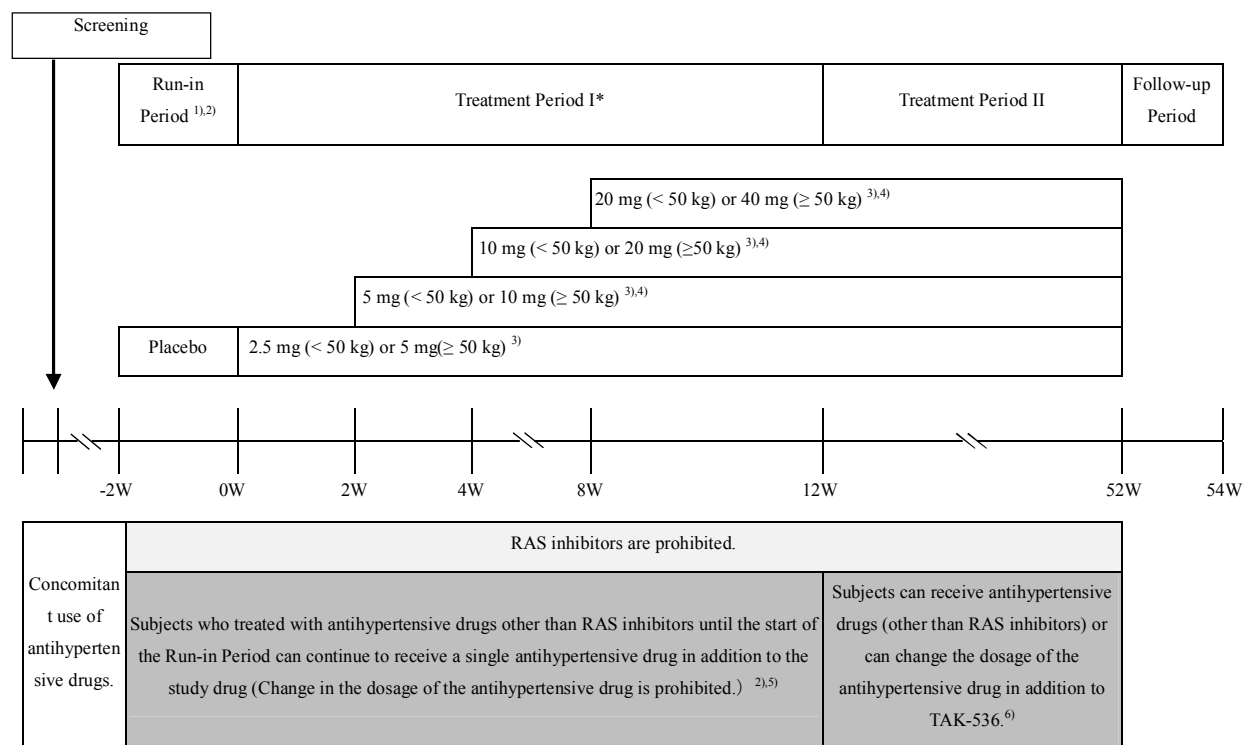 Screening
Run-in
Period 1),2)
Treatment Period I*
Treatment Period II
Follow-up
Period
20 mg (< 50 kg) or 40 mg (≥ 50 kg) 3),4)
10 mg (< 50 kg) or 20 mg (≥50 kg) 3),4)
5 mg (< 50 kg) or 10 mg (≥ 50 kg) 3),4)
Placebo
2.5 mg (< 50 kg) or 5 mg(≥ 50 kg) 3)
-2W 0W 2W 4W 8W 12W 52W 54W
Concomitan
t use of
antihyperten
sive drugs.
RAS inhibitors are prohibited.
Subjects who treated with antihypertensive drugs other than RAS inhibitors until the start of
the Run-in Period can continue to receive a single antihypertensive drug in addition to the
study drug (Change in the dosage of the antihypertensive drug is prohibited.） 2),5)
Subjects can receive antihypertensive
drugs (other than RAS inhibitors) or
can change the dosage of the
antihypertensive drug in addition to
TAK-536.6)